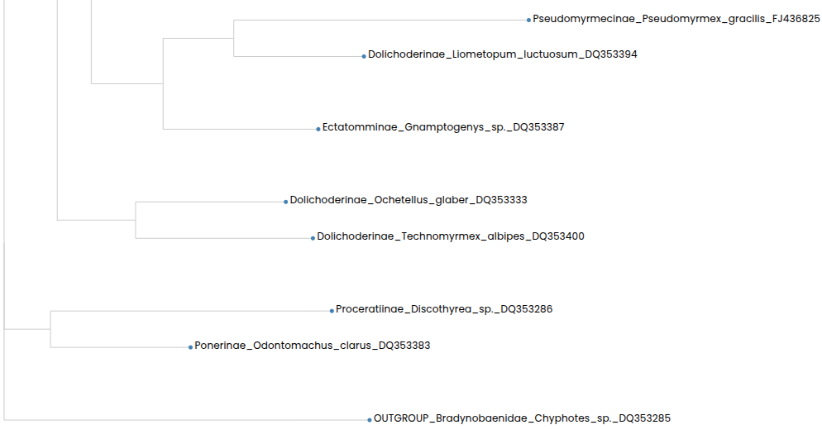 Pseudomyrmecinae_Pseudomyrmex_gracilis_FJ436825
Dolichoderinae_Liometopum_luctuosum_DQ353394
Ectatomminae_Gnamptogenys_sp._DQ353387
Dolichoderinae_Ochetellus_glaber_DQ353333
Dolichoderinae_Technomyrmex_albipes_DQ353400
Proceratiinae_Discothyrea_sp._DQ353286
Ponerinae_Odontomachus_clarus_DQ353383
OUTGROUP_Bradynobaenidae_Chyphotes_sp._DQ353285